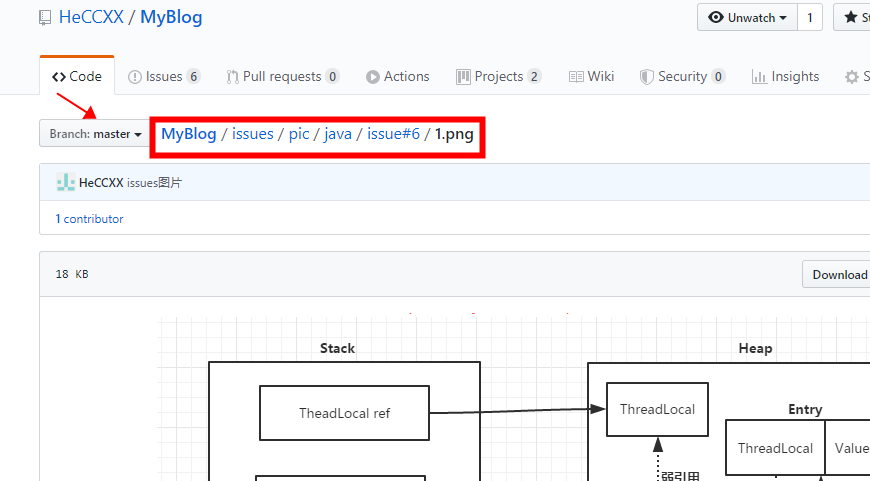 HeCCXX / MyBlog
Unwatch 1
Code Issues 6 Pull requests 0 Actions Projects 2 Wiki Security 0 Insights
Branch: master MyBlog / issues / pic / java / issue#6 / 1.png
HeCCXX issues图片
1 contributor
18 KB Download
Stack Heap
TheadLocal ref ThreadLocal
Entry
ThreadLocal Value
弱引用